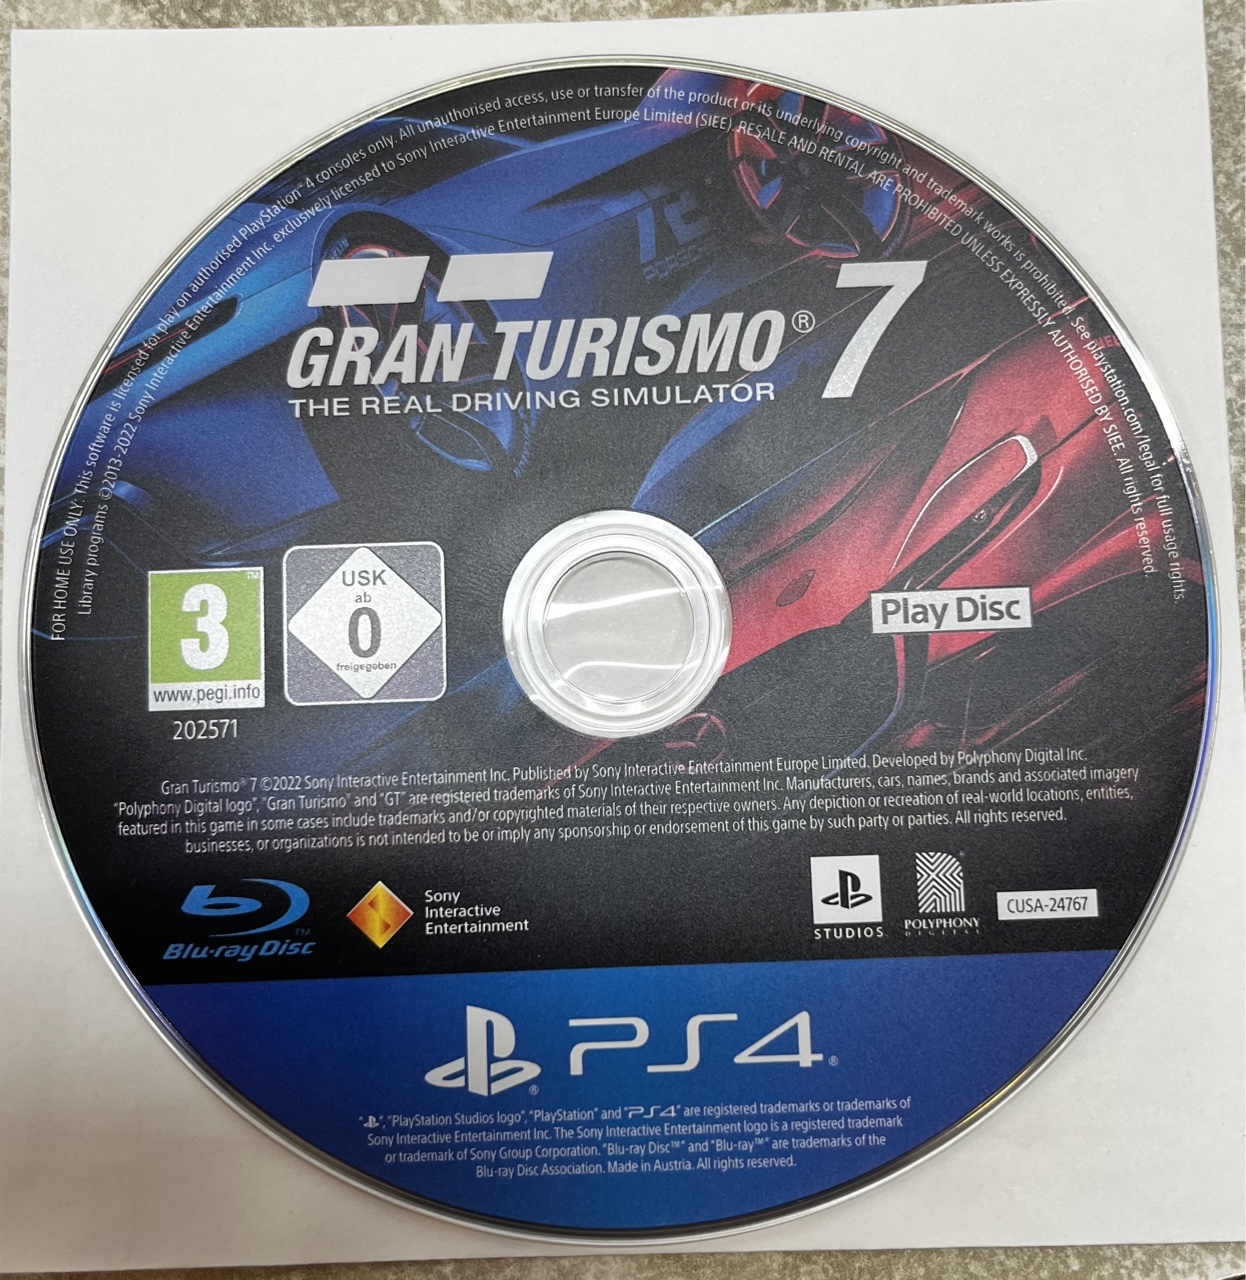 FOR HOME USE ONLY: This software is licensed for play on authorised PlayStation™4 consoles only. All unauthorised access, use or transfer of the product or its underlying copyright and trademark works is prohibited. See playstation.com/legal for full usage rights.
Library programs ©2013-2022 Sony Interactive Entertainment Inc. exclusively licensed to Sony Interactive Entertainment Europe Limited (SIEE). RESALE AND RENTAL ARE PROHIBITED UNLESS EXPRESSLY AUTHORISED BY SIEE. All rights reserved.
72
PORSCHE
GRAN TURISMO® 7
THE REAL DRIVING SIMULATOR
3™
www.pegi.info
202571
USK
ab
0
freigegeben
Play Disc
Gran Turismo® 7 ©2022 Sony Interactive Entertainment Inc. Published by Sony Interactive Entertainment Europe Limited. Developed by Polyphony Digital Inc.
"Polyphony Digital logo", "Gran Turismo" and "GT" are registered trademarks of Sony Interactive Entertainment Inc. Manufacturers, cars, names, brands and associated imagery
featured in this game in some cases include trademarks and/or copyrighted materials of their respective owners. Any depiction or recreation of real-world locations, entities,
businesses, or organizations is not intended to be or imply any sponsorship or endorsement of this game by such party or parties. All rights reserved.
Blu-ray Disc™
Sony
Interactive
Entertainment
STUDIOS
POLYPHONY
DIGITAL
CUSA-24767
PS4®
"PS", "PlayStation Studios logo", "PlayStation" and "PS4" are registered trademarks or trademarks of
Sony Interactive Entertainment Inc. The Sony Interactive Entertainment logo is a registered trademark
or trademark of Sony Group Corporation. "Blu-ray Disc™" and "Blu-ray™" are trademarks of the
Blu-ray Disc Association. Made in Austria. All rights reserved.